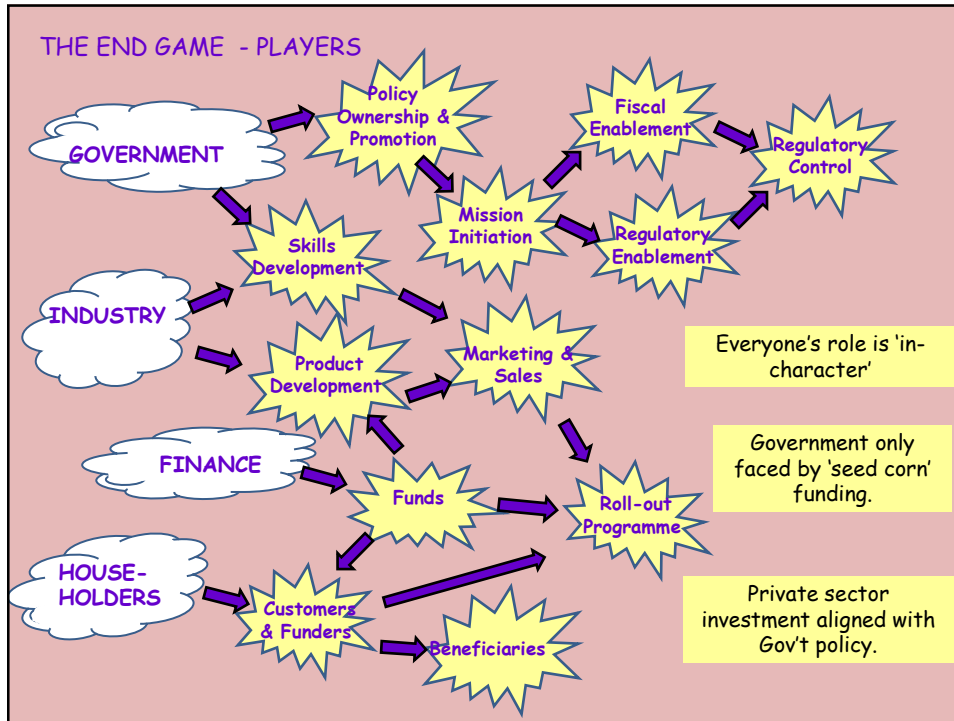 THE END GAME - PLAYERS
GOVERNMENT
Policy
Ownership &
Promotion
Fiscal
Enablement
Regulatory
Control
Mission
Initiation
Regulatory
Enablement
Skills
Development
INDUSTRY
Product
Development
Marketing &
Sales
Everyone's role is 'in-
character'
FINANCE
Funds
Roll-out
Programme
Government only
faced by 'seed corn'
funding.
HOUSE-
HOLDERS
Customers
& Funders
Beneficiaries
Private sector
investment aligned with
Gov't policy.